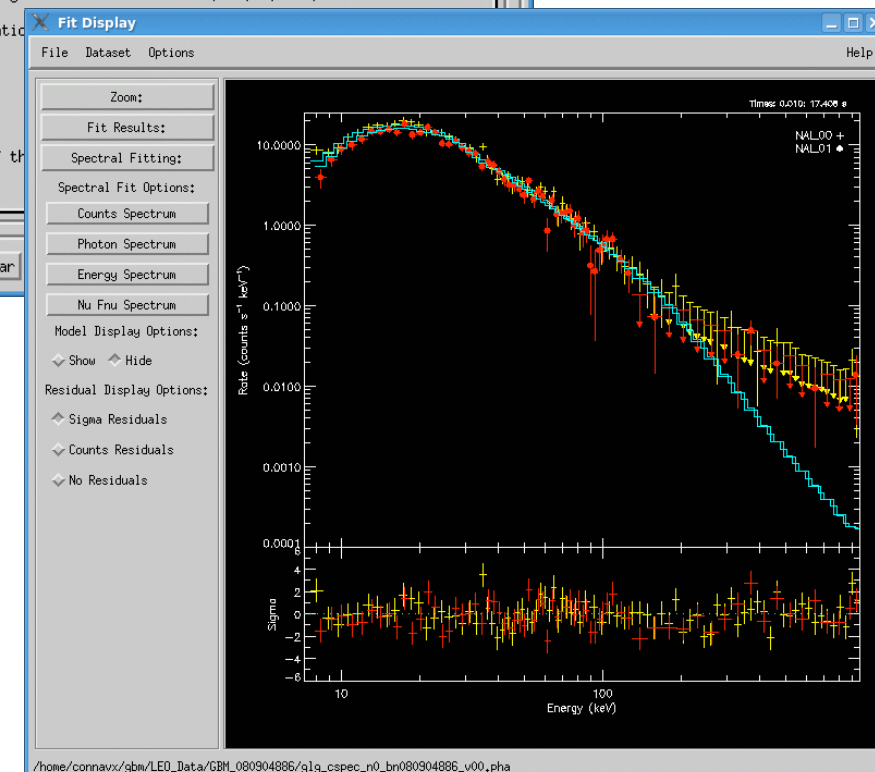 Fit Display
File Dataset Options Help
Zoom:
Fit Results:
Spectral Fitting:
Spectral Fit Options:
Counts Spectrum
Photon Spectrum
Energy Spectrum
Nu Fnu Spectrum
Model Display Options:
Show Hide
Residual Display Options:
Sigma Residuals
Counts Residuals
No Residuals
Times: 0.010: 17.408 s
NAI_00 +
NAI_01
10.0000
1.0000
0.1000
0.0100
0.0010
0.0001
Rate (counts s⁻¹ keV⁻¹)
6
4
2
0
-2
-4
-6
Sigma
10 100
Energy (keV)
/home/connavx/gbm/LEO_Data/GBM_080904886/glg_cspec_n0_bn080904886_v00.pha